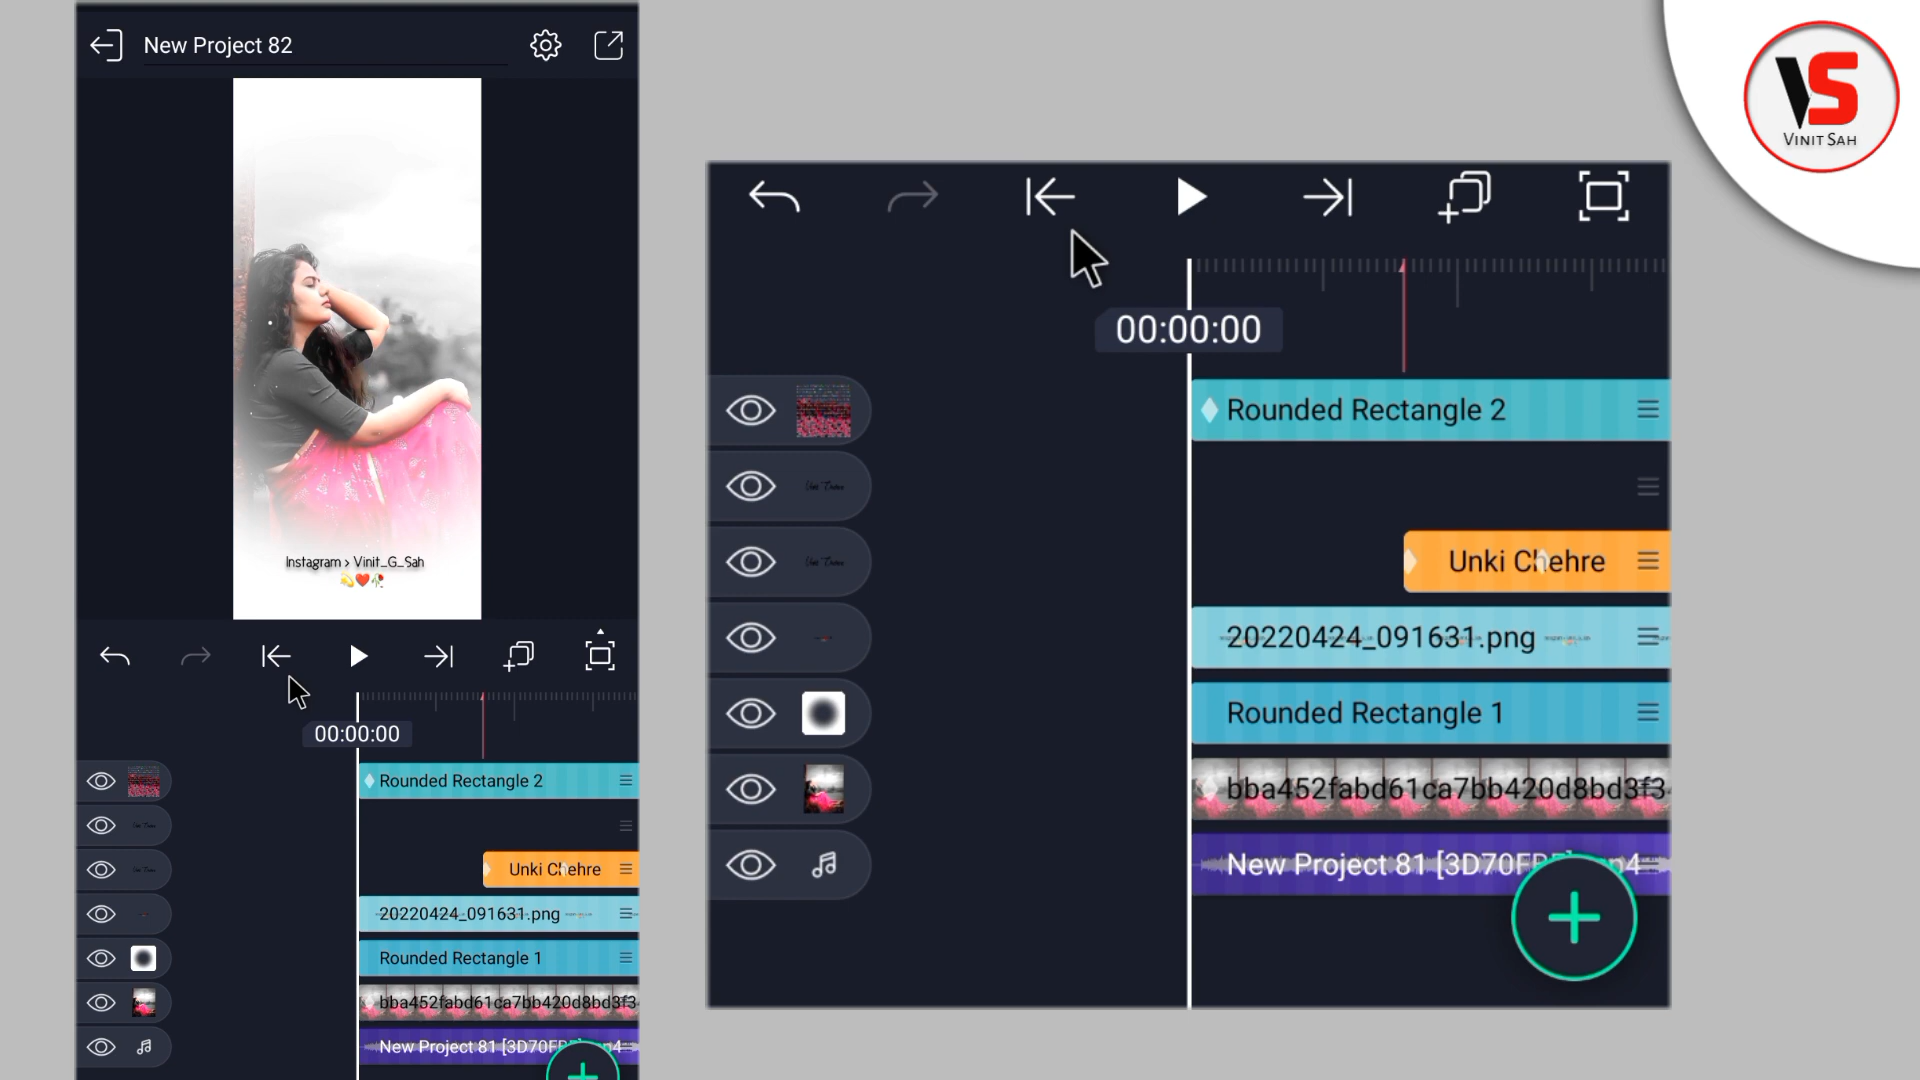 New Project 82
Instagram > Vinit_G_Sah
00:00:00
Rounded Rectangle 2
Unki Chehre
20220424_091631.png
Rounded Rectangle 1
bba452fabd61ca7bb420d8bd3f3
New Project 81 [3D70F
VS
VINIT SAH
00:00:00
Rounded Rectangle 2
Unki Chehre
20220424_091631.png
Rounded Rectangle 1
bba452fabd61ca7bb420d8bd3f3
New Project 81 [3D70F